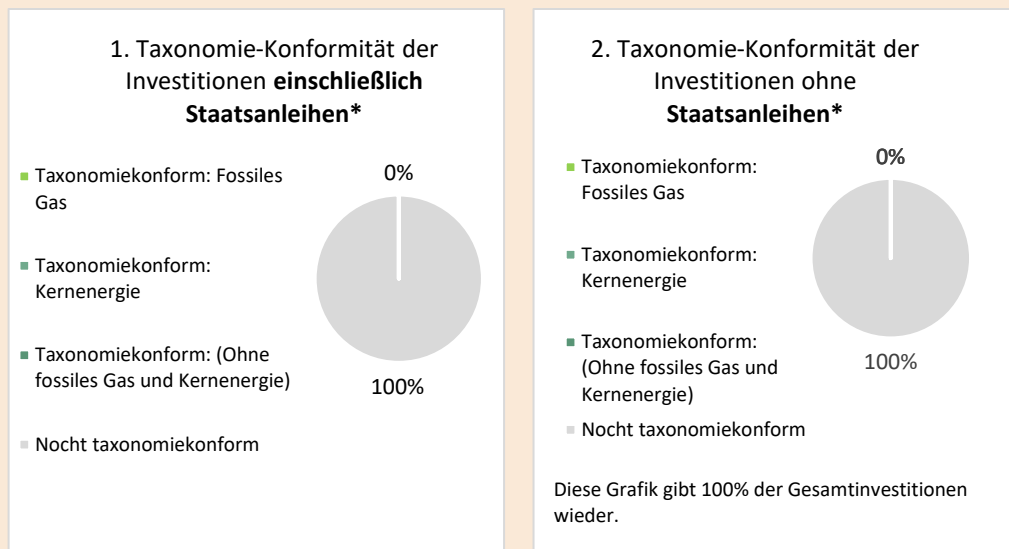 1. Taxonomie-Konformität der
Investitionen einschließlich
Staatsanleihen*
Taxonomiekonform: Fossiles
Gas
Taxonomiekonform:
Kernenergie
Taxonomiekonform: (Ohne
fossiles Gas und Kernenergie)
Nocht taxonomiekonform
0%
100%
2. Taxonomie-Konformität der
Investitionen ohne
Staatsanleihen*
Taxonomiekonform:
Fossiles Gas
Taxonomiekonform:
Kernenergie
Taxonomiekonform:
(Ohne fossiles Gas und
Kernenergie)
Nocht taxonomiekonform
0%
100%
Diese Grafik gibt 100% der Gesamtinvestitionen
wieder.